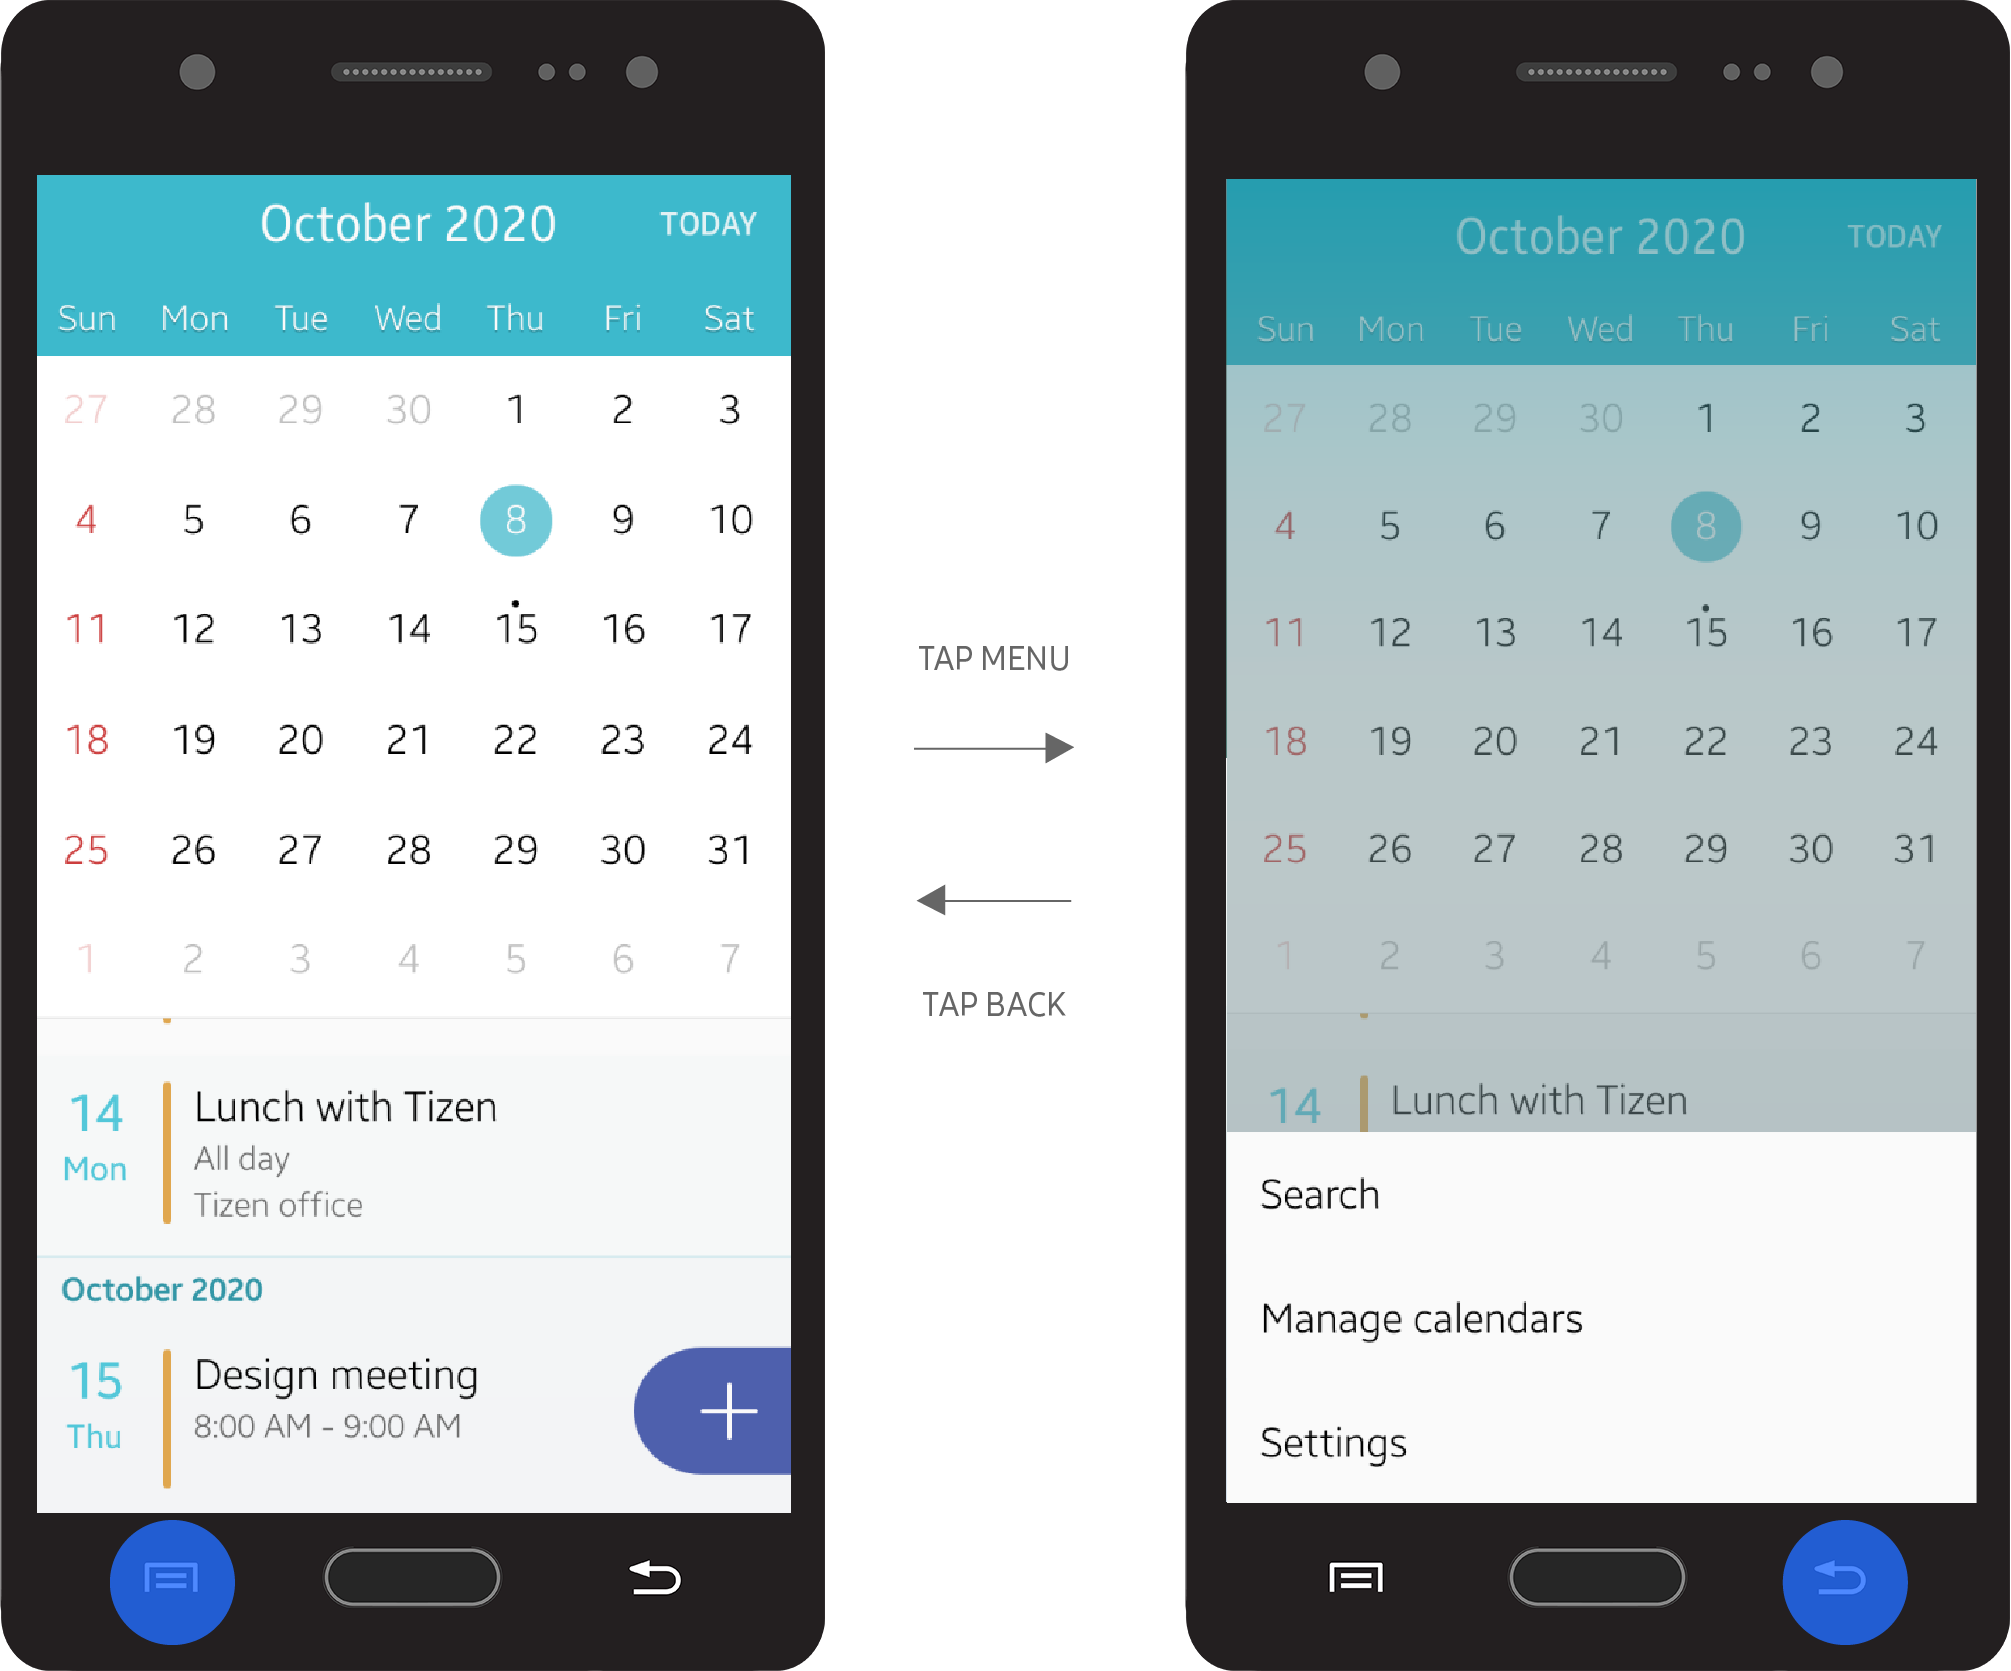 October 2020 TODAY
Sun Mon Tue Wed Thu Fri Sat
27 28 29 30 1 2 3
4 5 6 7 8 9 10
11 12 13 14 15 16 17
18 19 20 21 22 23 24
25 26 27 28 29 30 31
1 2 3 4 5 6 7
14 Lunch with Tizen
Mon All day
Tizen office
October 2020
15 Design meeting
Thu 8:00 AM - 9:00 AM
TAP MENU
TAP BACK
October 2020 TODAY
Sun Mon Tue Wed Thu Fri Sat
27 28 29 30 1 2 3
4 5 6 7 8 9 10
11 12 13 14 15 16 17
18 19 20 21 22 23 24
25 26 27 28 29 30 31
1 2 3 4 5 6 7
14 Lunch with Tizen
Search
Manage calendars
Settings